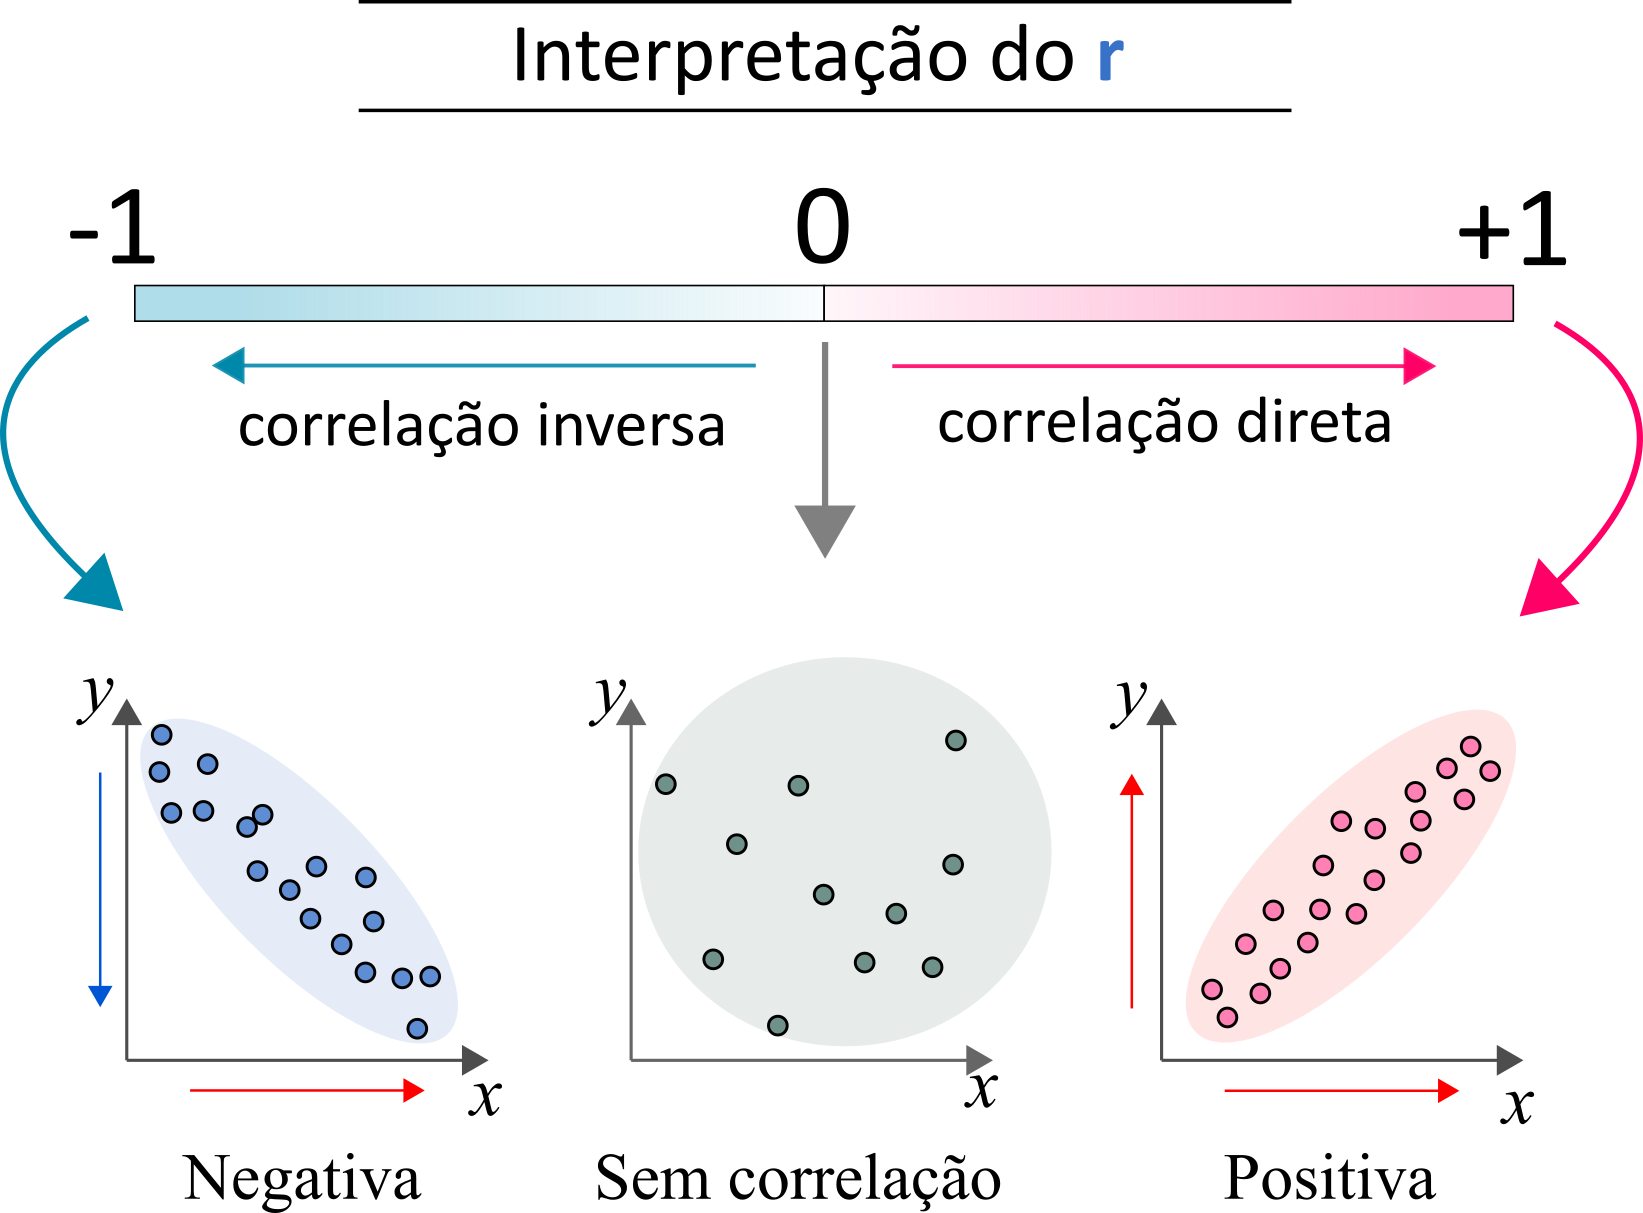 Interpretação do r
-1 0 +1
correlação inversa
correlação direta
y
x
Negativa
y
x
Sem correlação
y
x
Positiva